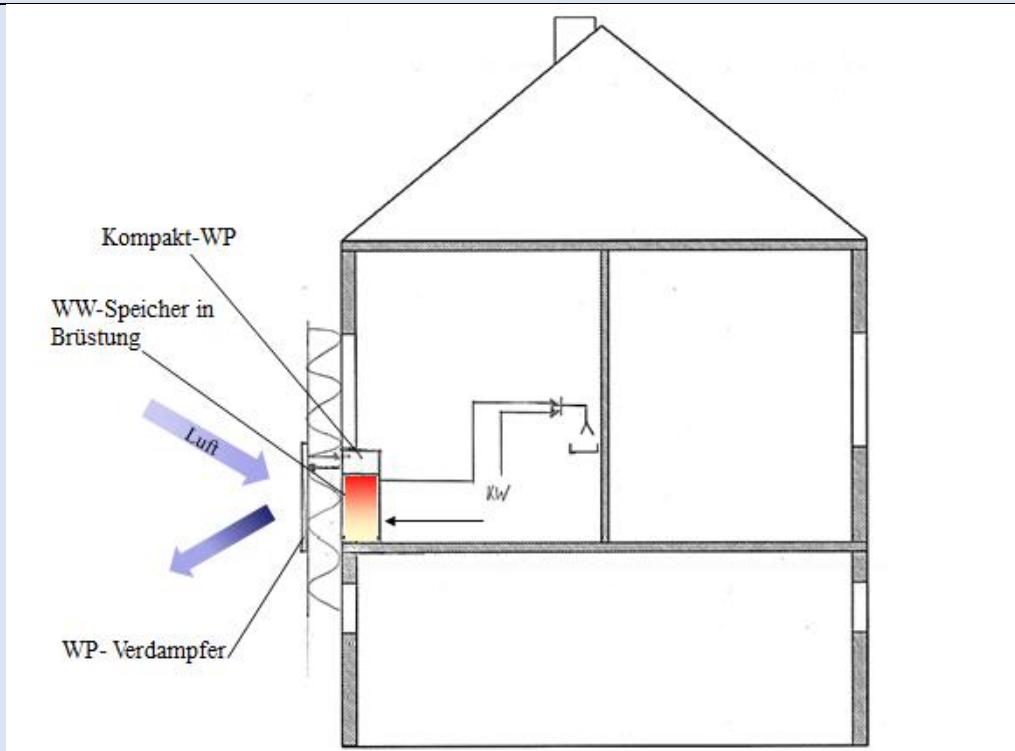 Kompakt-WP
WW-Speicher in
Brüstung
Luft
KW
WP- Verdampfer